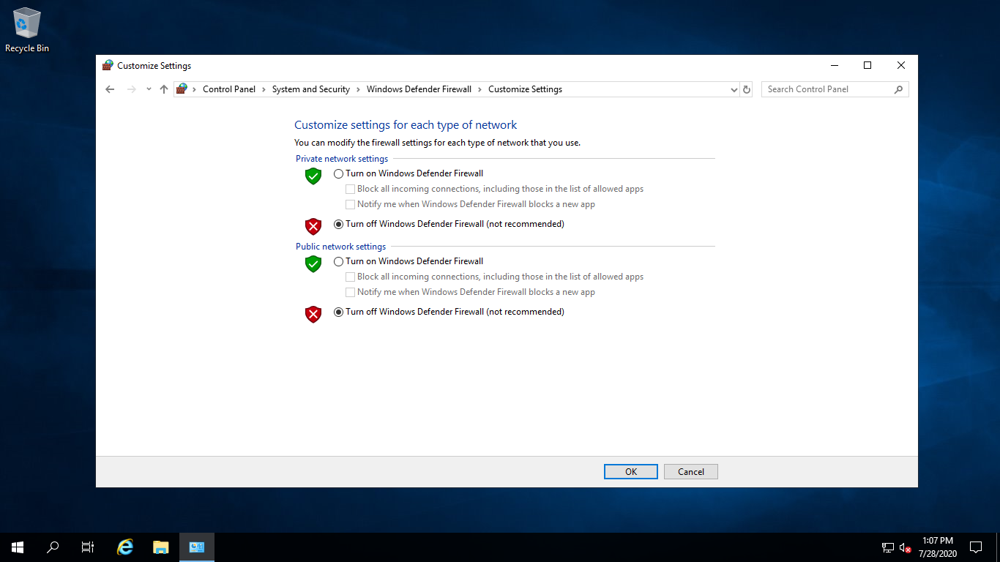 Recycle Bin
Customize Settings
Control Panel > System and Security > Windows Defender Firewall > Customize Settings
Search Control Panel
Customize settings for each type of network
You can modify the firewall settings for each type of network that you use.
Private network settings
Turn on Windows Defender Firewall
Block all incoming connections, including those in the list of allowed apps
Notify me when Windows Defender Firewall blocks a new app
Turn off Windows Defender Firewall (not recommended)
Public network settings
Turn on Windows Defender Firewall
Block all incoming connections, including those in the list of allowed apps
Notify me when Windows Defender Firewall blocks a new app
Turn off Windows Defender Firewall (not recommended)
OK Cancel
1:07 PM
7/28/2020